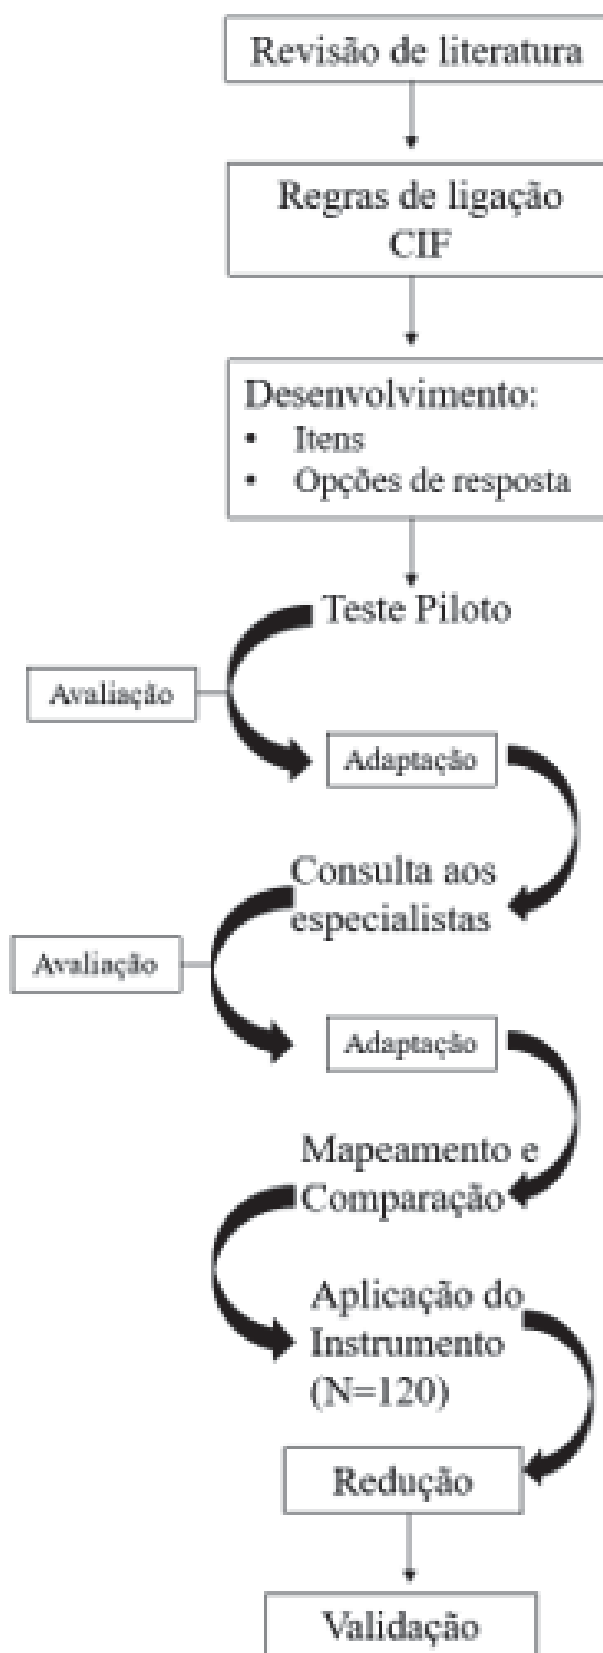 Revisão de literatura
Regras de ligação
CIF
Desenvolvimento:
• Itens
• Opções de resposta
Teste Piloto
Avaliação
Adaptação
Consulta aos
especialistas
Avaliação
Adaptação
Mapeamento e
Comparação
Aplicação do
Instrumento
(N=120)
Redução
Validação